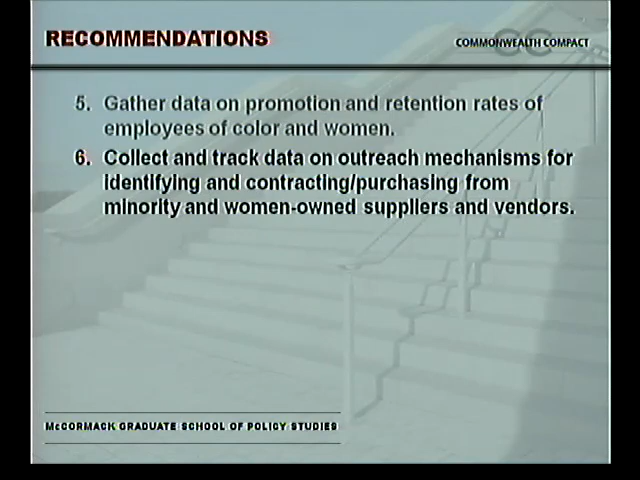 RECOMMENDATIONS
COMMONWEALTH COMPACT
5. Gather data on promotion and retention rates of
employees of color and women.
6. Collect and track data on outreach mechanisms for
identifying and contracting/purchasing from
minority and women-owned suppliers and vendors.
McCORMACK GRADUATE SCHOOL OF POLICY STUDIES